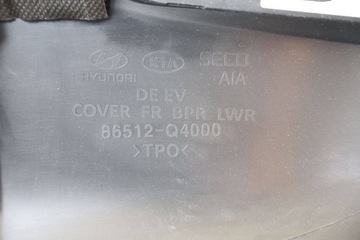 HYUNDAI KIA SECO
AIA
DE EV
COVER FR BPR LWR
86512-Q4000
>TPO<